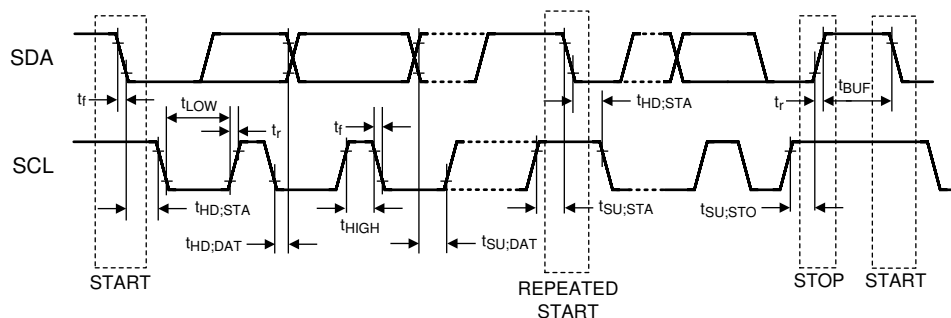 SDA
t_f
t_LOW
t_r
t_f
t_HD;STA
t_r
t_BUF
SCL
t_HD;STA
t_HD;DAT
t_HIGH
t_SU;DAT
t_SU;STA
t_SU;STO
START
REPEATED
START
STOP
START